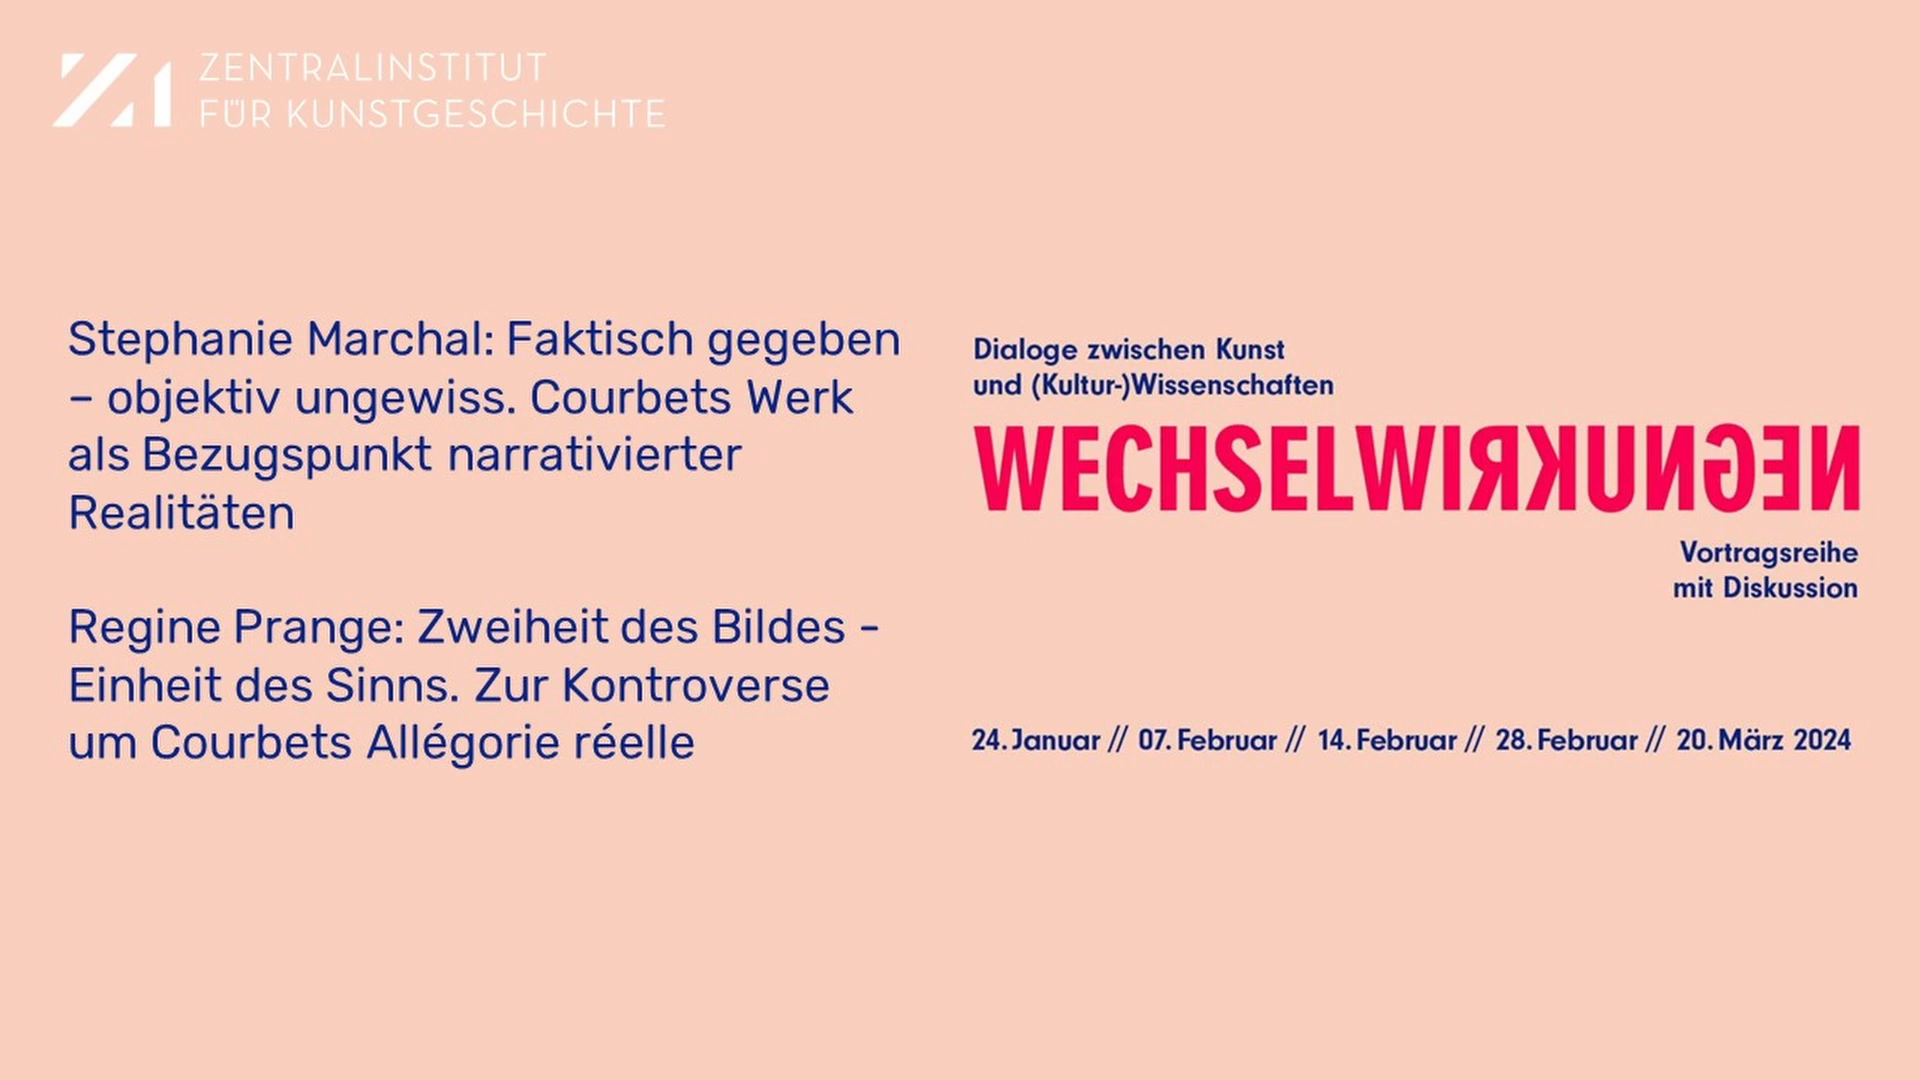 ZENTRALINSTITUT
FÜR KUNSTGESCHICHTE
Stephanie Marchal: Faktisch gegeben
– objektiv ungewiss. Courbets Werk
als Bezugspunkt narrativierter
Realitäten
Regine Prange: Zweiheit des Bildes -
Einheit des Sinns. Zur Kontroverse
um Courbets Allégorie réelle
Dialoge zwischen Kunst
und (Kultur-)Wissenschaften
WECHSELWIRKUNGEN
Vortragsreihe
mit Diskussion
24. Januar // 07. Februar // 14. Februar // 28. Februar // 20. März 2024